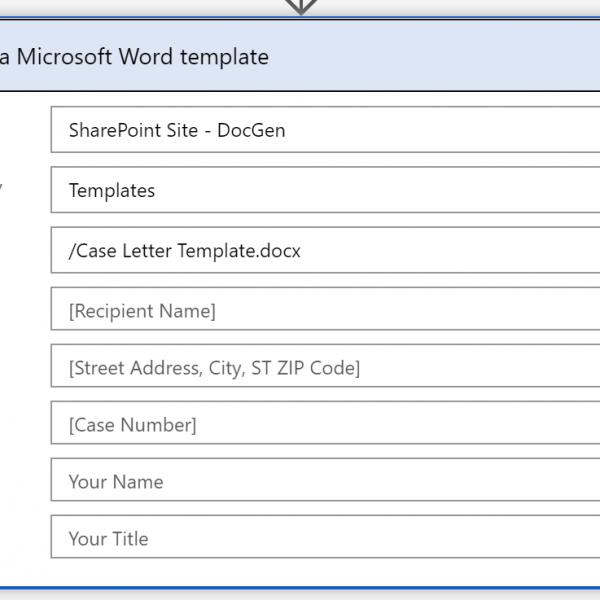 a Microsoft Word template
SharePoint Site - DocGen
Templates
/Case Letter Template.docx
[Recipient Name]
[Street Address, City, ST ZIP Code]
[Case Number]
Your Name
Your Title